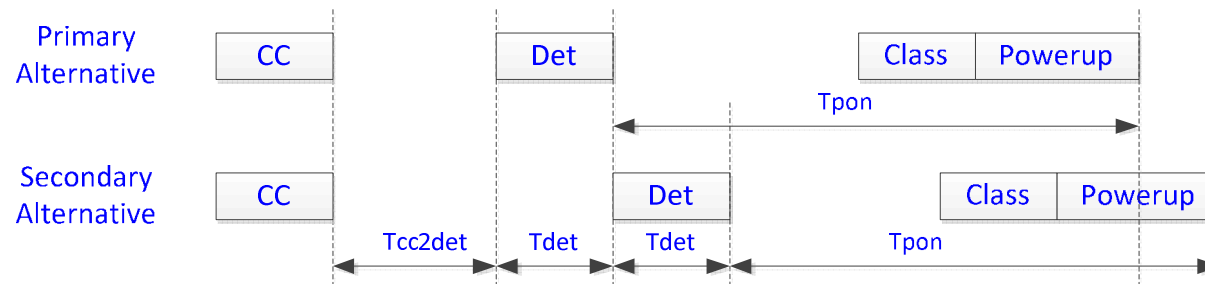 Primary
Alternative
CC
Det
Class
Powerup
Tpon
Secondary
Alternative
CC
Det
Class
Powerup
Tcc2det
Tdet
Tdet
Tpon